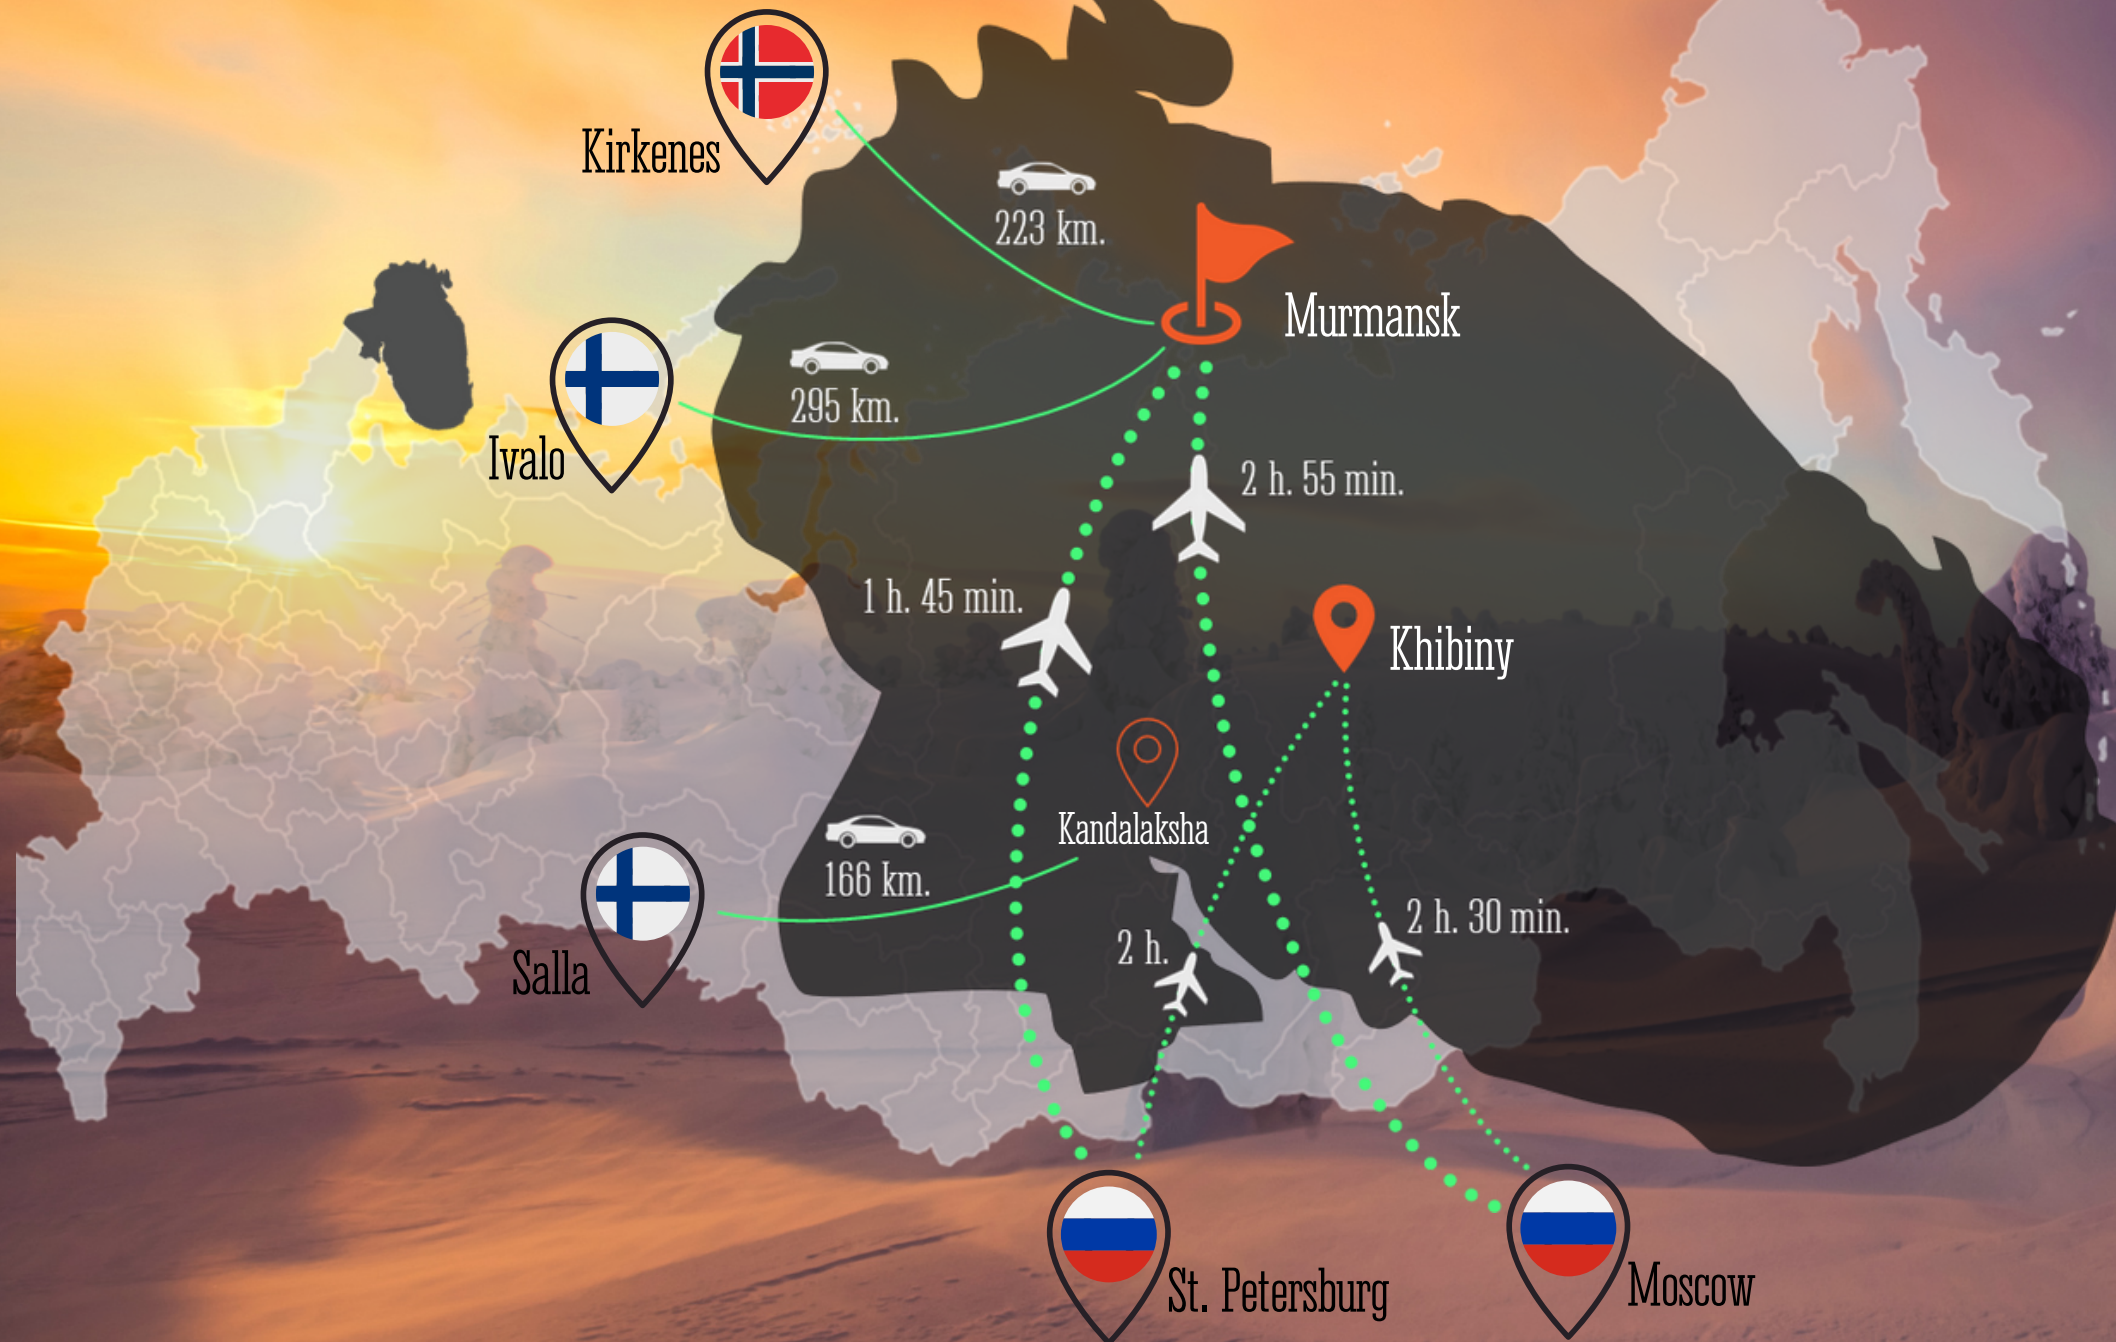 Kirkenes
223 km.
Murmansk
295 km.
Ivalo
2 h. 55 min.
1 h. 45 min.
Khibiny
Kandalaksha
166 km.
2 h. 30 min.
2 h.
Salla
St. Petersburg
Moscow